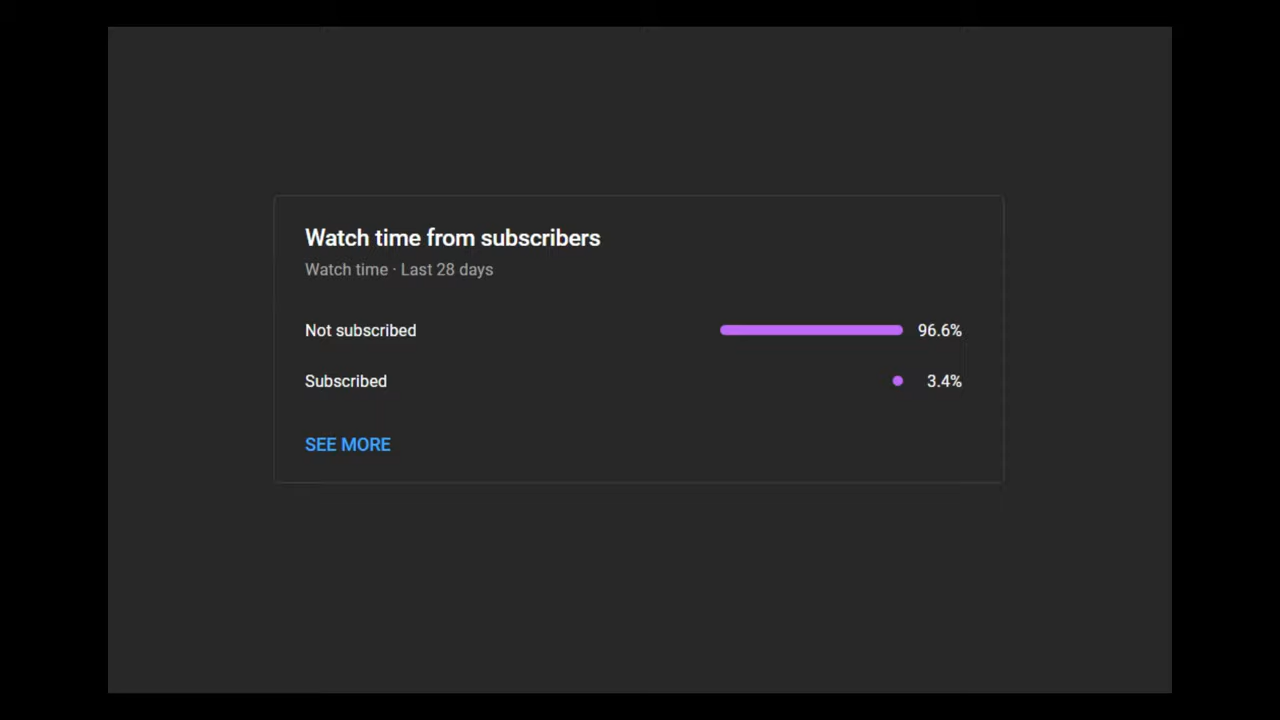 Watch time from subscribers
Watch time · Last 28 days
Not subscribed 96.6%
Subscribed 3.4%
SEE MORE